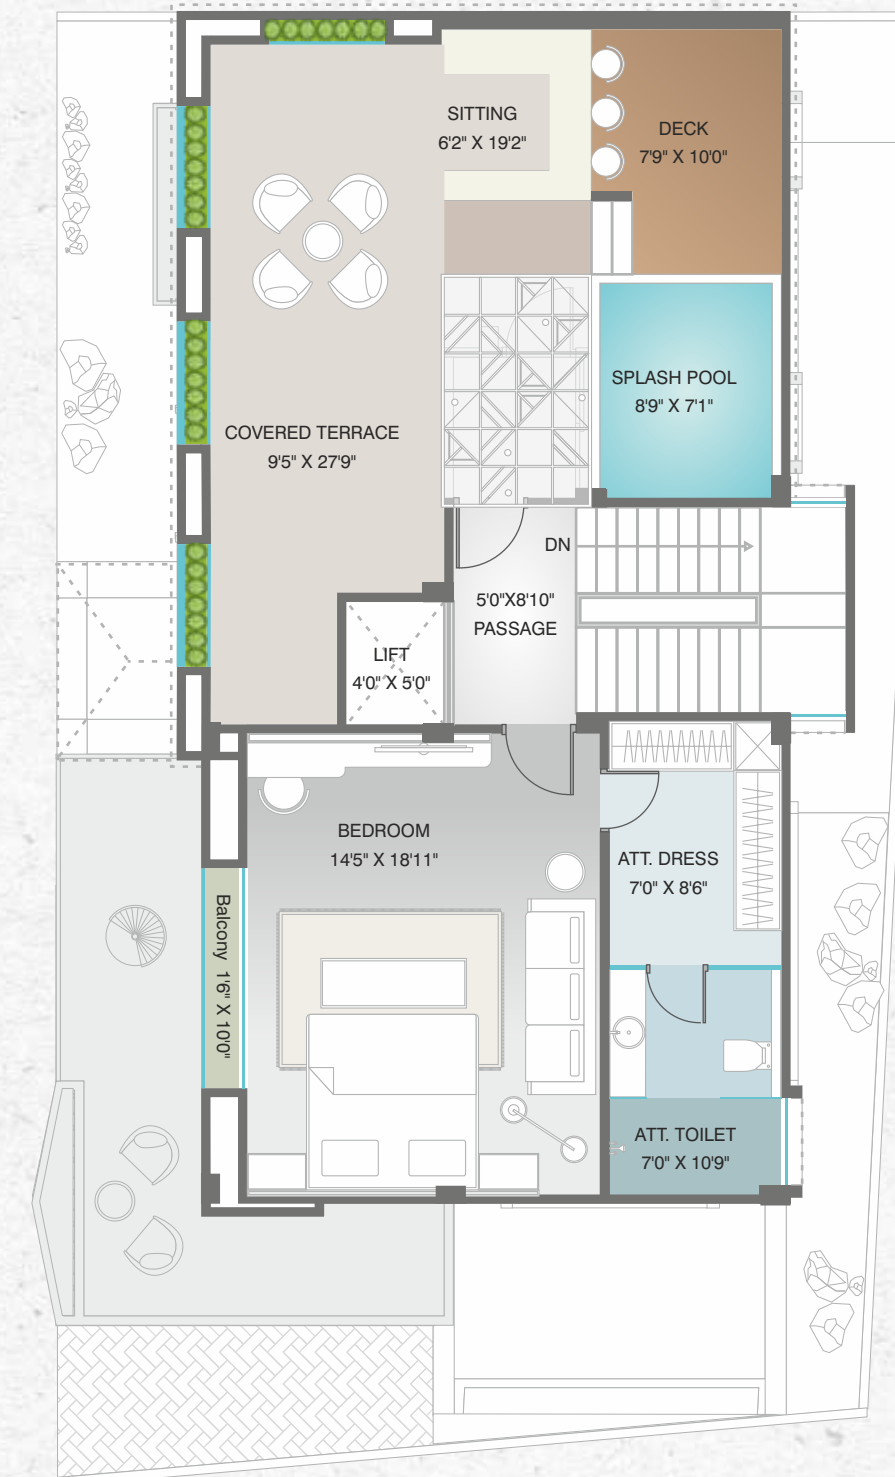 SITTING
6'2" X 19'2"
DECK
7'9" X 10'0"
SPLASH POOL
8'9" X 7'1"
COVERED TERRACE
9'5" X 27'9"
DN
5'0"X8'10"
PASSAGE
LIFT
4'0" X 5'0"
BEDROOM
14'5" X 18'11"
ATT. DRESS
7'0" X 8'6"
Balcony 1'6" X 10'0"
ATT. TOILET
7'0" X 10'9"